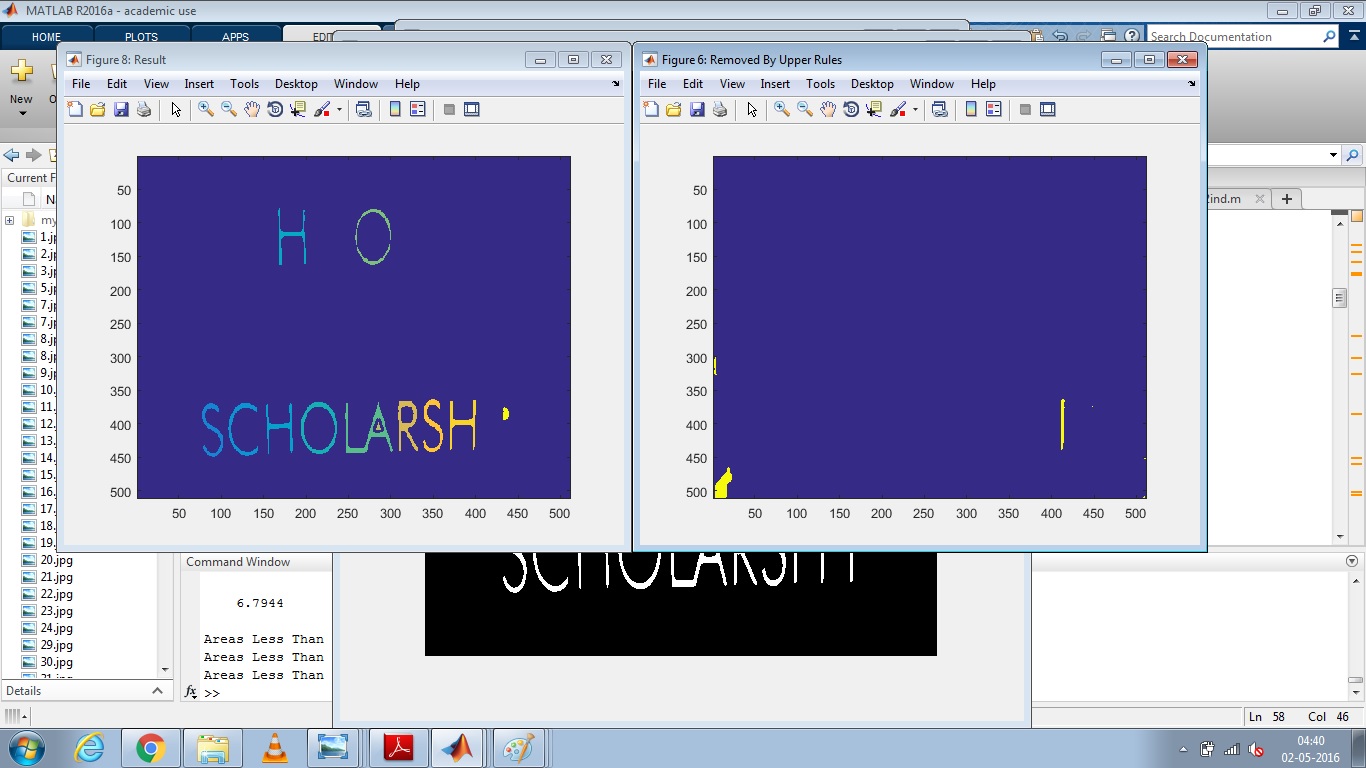 MATLAB R2016a - academic use
HOME PLOTS APPS
Search Documentation
New
Figure 8: Result
File Edit View Insert Tools Desktop Window Help
50
100
150
200
250
300
350
400
450
500
50 100 150 200 250 300 350 400 450 500
H O
SCHOLARSH
Figure 6: Removed By Upper Rules
File Edit View Insert Tools Desktop Window Help
50
100
150
200
250
300
350
400
450
500
50 100 150 200 250 300 350 400 450 500
I
Current F
my
1.jp
2.jp
3.jp
5.jp
7.jp
7.jp
8.jp
8.jp
9.jp
10.
11.
12.
13.
14.
15.
16.
17.
18.
19.
20.jpg
21.jpg
22.jpg
23.jpg
24.jpg
29.jpg
30.jpg
Details
Command Window
6.7944
Areas Less Than
Areas Less Than
Areas Less Than
fx >>
SCHOLARSH
Ln 58 Col 46
04:40
02-05-2016